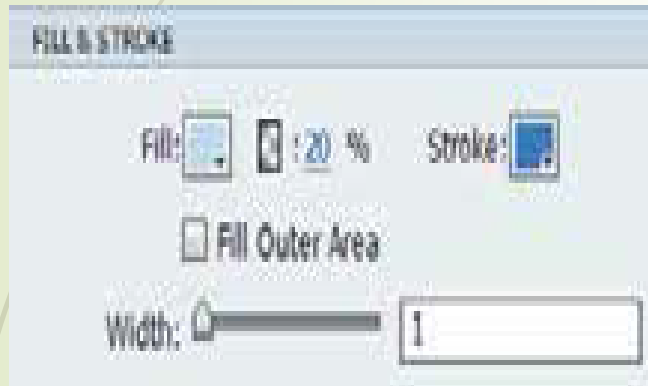 FILL & STROKE
Fill: : 20 % Stroke:
Fill Outer Area
Width: 1